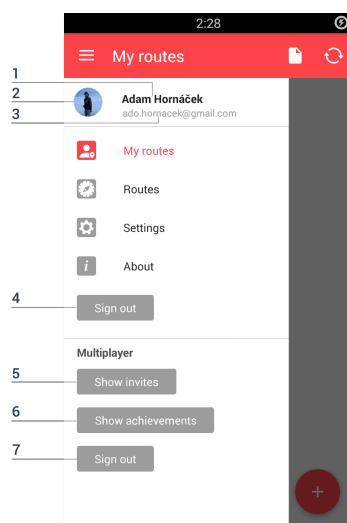 2:28
My routes
1
2
Adam Hornáček
3
ado.hornacek@gmail.com
My routes
Routes
Settings
i About
4
Sign out
Multiplayer
5
Show invites
6
Show achievements
7
Sign out